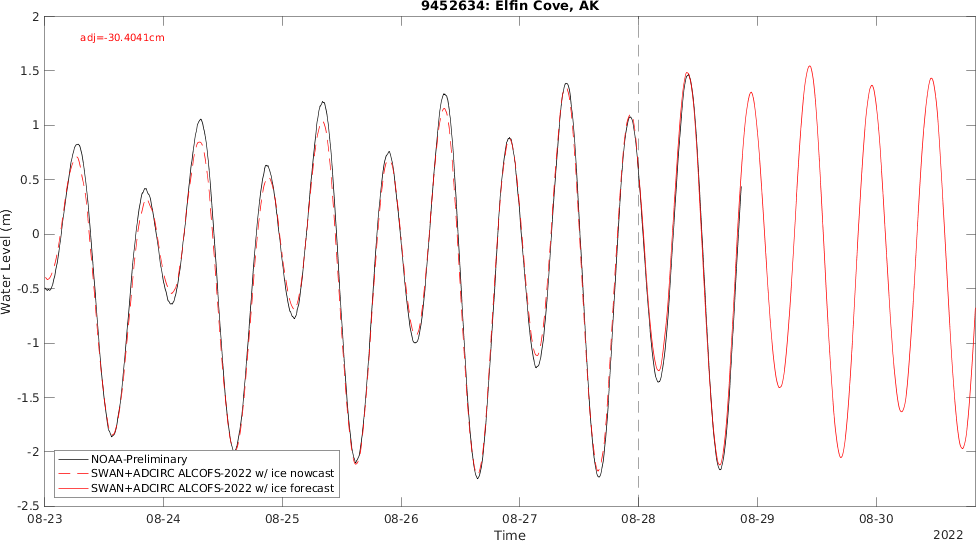 9452634: Elfin Cove, AK
adj=-30.4041cm
2
1.5
1
0.5
0
-0.5
-1
-1.5
-2
-2.5
Water Level (m)
NOAA-Preliminary
SWAN+ADCIRC ALCOFS-2022 w/ ice nowcast
SWAN+ADCIRC ALCOFS-2022 w/ ice forecast
08-23 08-24 08-25 08-26 08-27 08-28 08-29 08-30
Time
2022